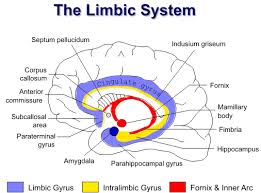 The Limbic System
Septum pellucidum
Indusium griseum
Corpus
callosum
Cingulate gyrus
Anterior
commissure
Mamillary
body
Subcallosal
area
Fimbria
Paraterminal
gyrus
Hippocampus
Amygdala
Parahippocampal gyrus
Limbic Gyrus
Intralimbic Gyrus
Fornix & Inner Arc